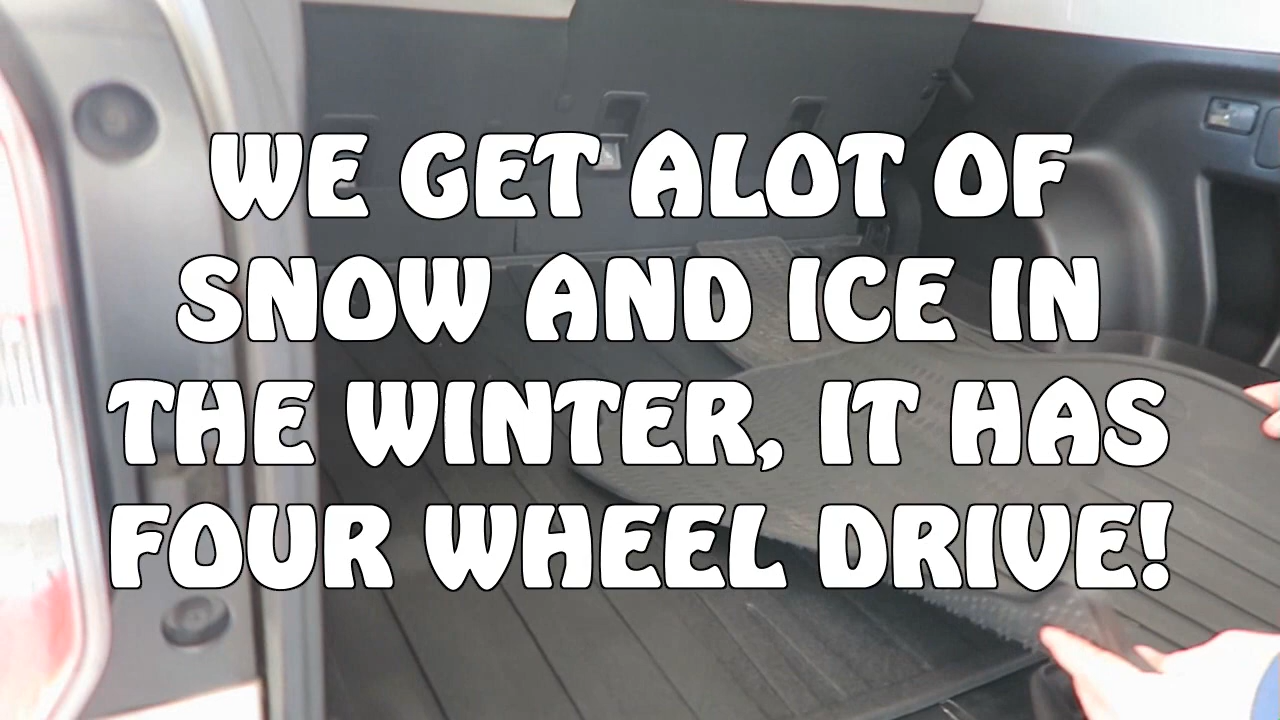 WE GET ALOT OF
SNOW AND ICE IN
THE WINTER, IT HAS
FOUR WHEEL DRIVE!